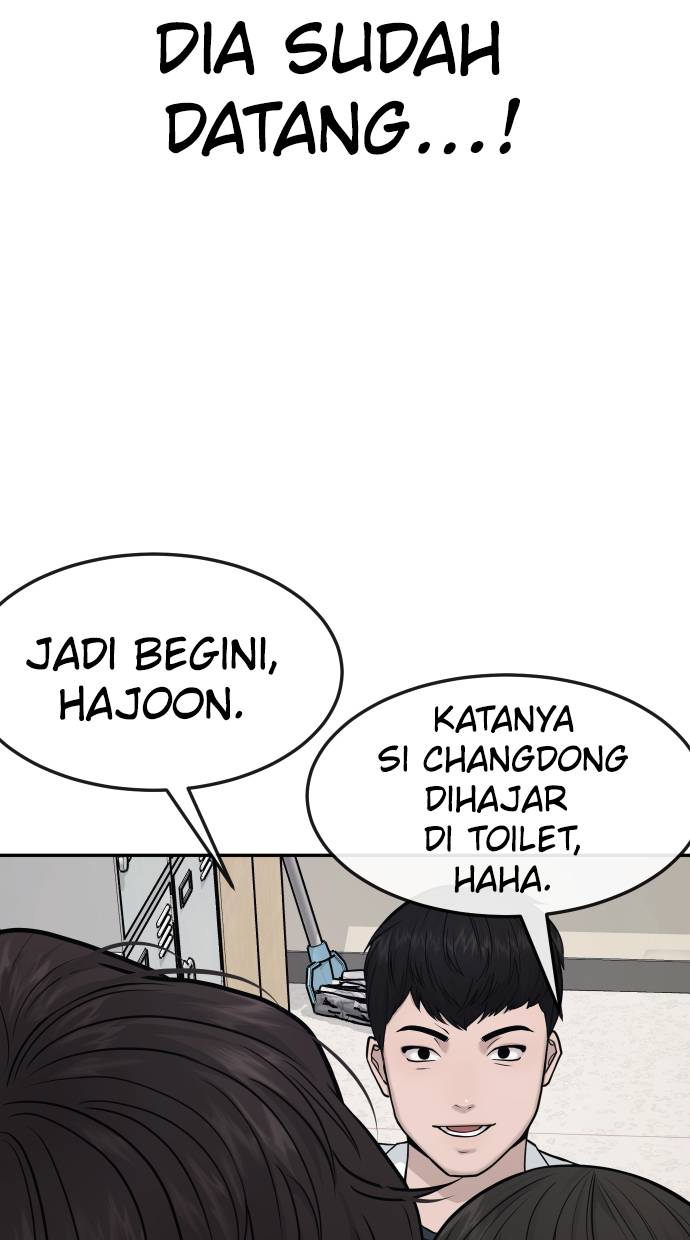 DIA SUDAH
DATANG...!
JADI BEGINI,
HAJOON.
KATANYA
SI CHANGDONG
DIHAJAR
DI TOILET,
HAHA.